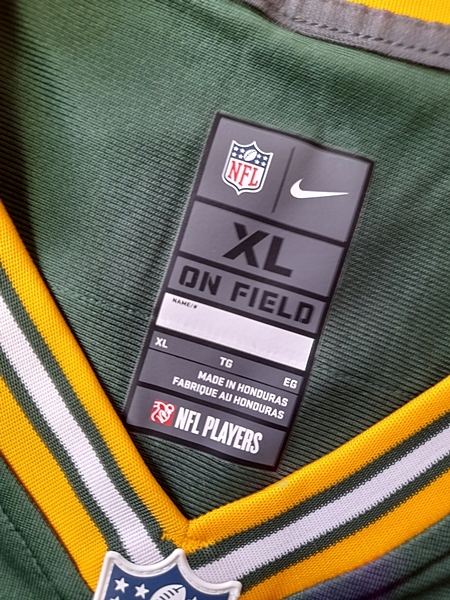 NFL
XL
ON FIELD
NAME/#
XL TG EG
MADE IN HONDURAS
FABRIQUE AU HONDURAS
NFL PLAYERS